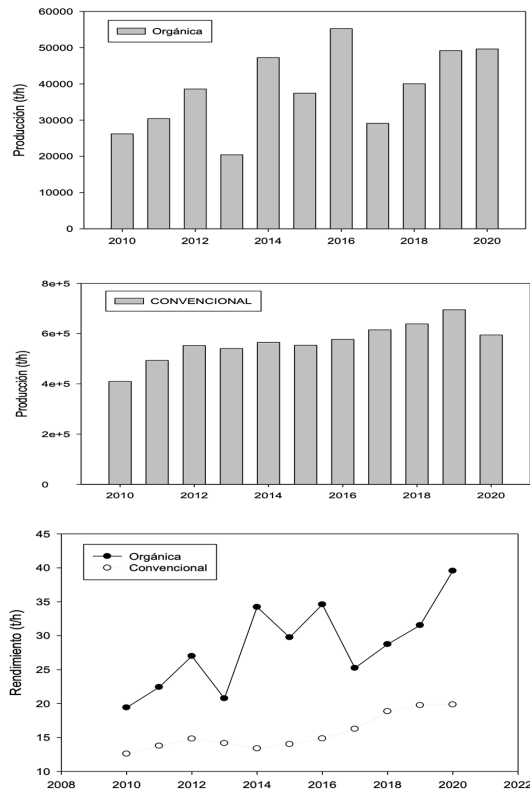 60000
Orgánica
50000
40000
30000
20000
10000
0
Producción (t/h)
2010 2012 2014 2016 2018 2020
8e+5
CONVENCIONAL
6e+5
4e+5
2e+5
0
Producción (t/h)
2010 2012 2014 2016 2018 2020
45
Orgánica
Convencional
40
35
30
25
20
15
10
Rendimiento (t/h)
2008 2010 2012 2014 2016 2018 2020 2022